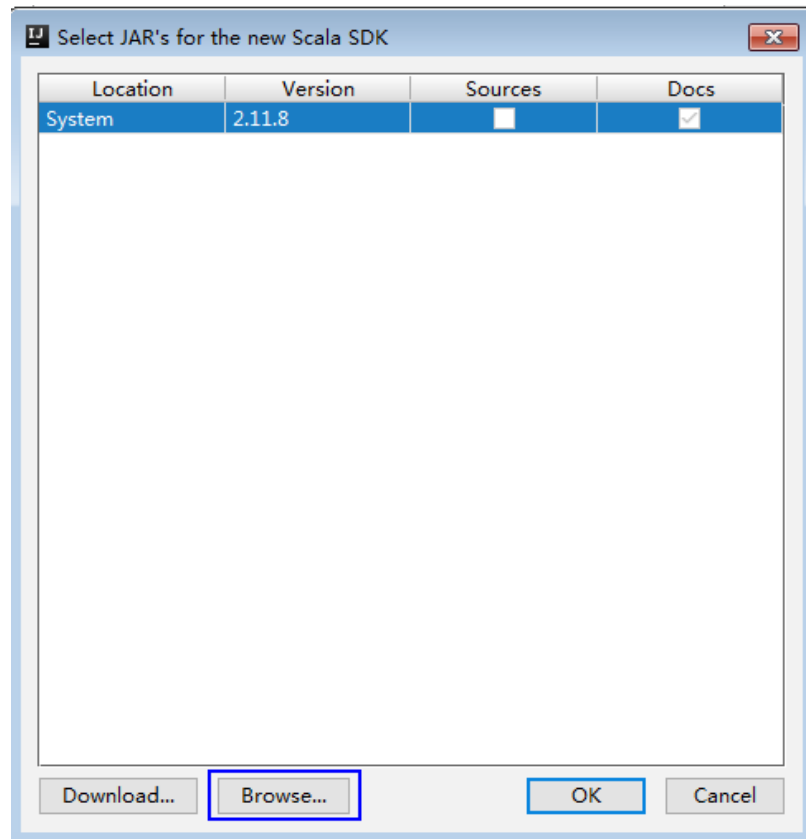 IJ Select JAR's for the new Scala SDK
Location Version Sources Docs
System 2.11.8
Download... Browse... OK Cancel